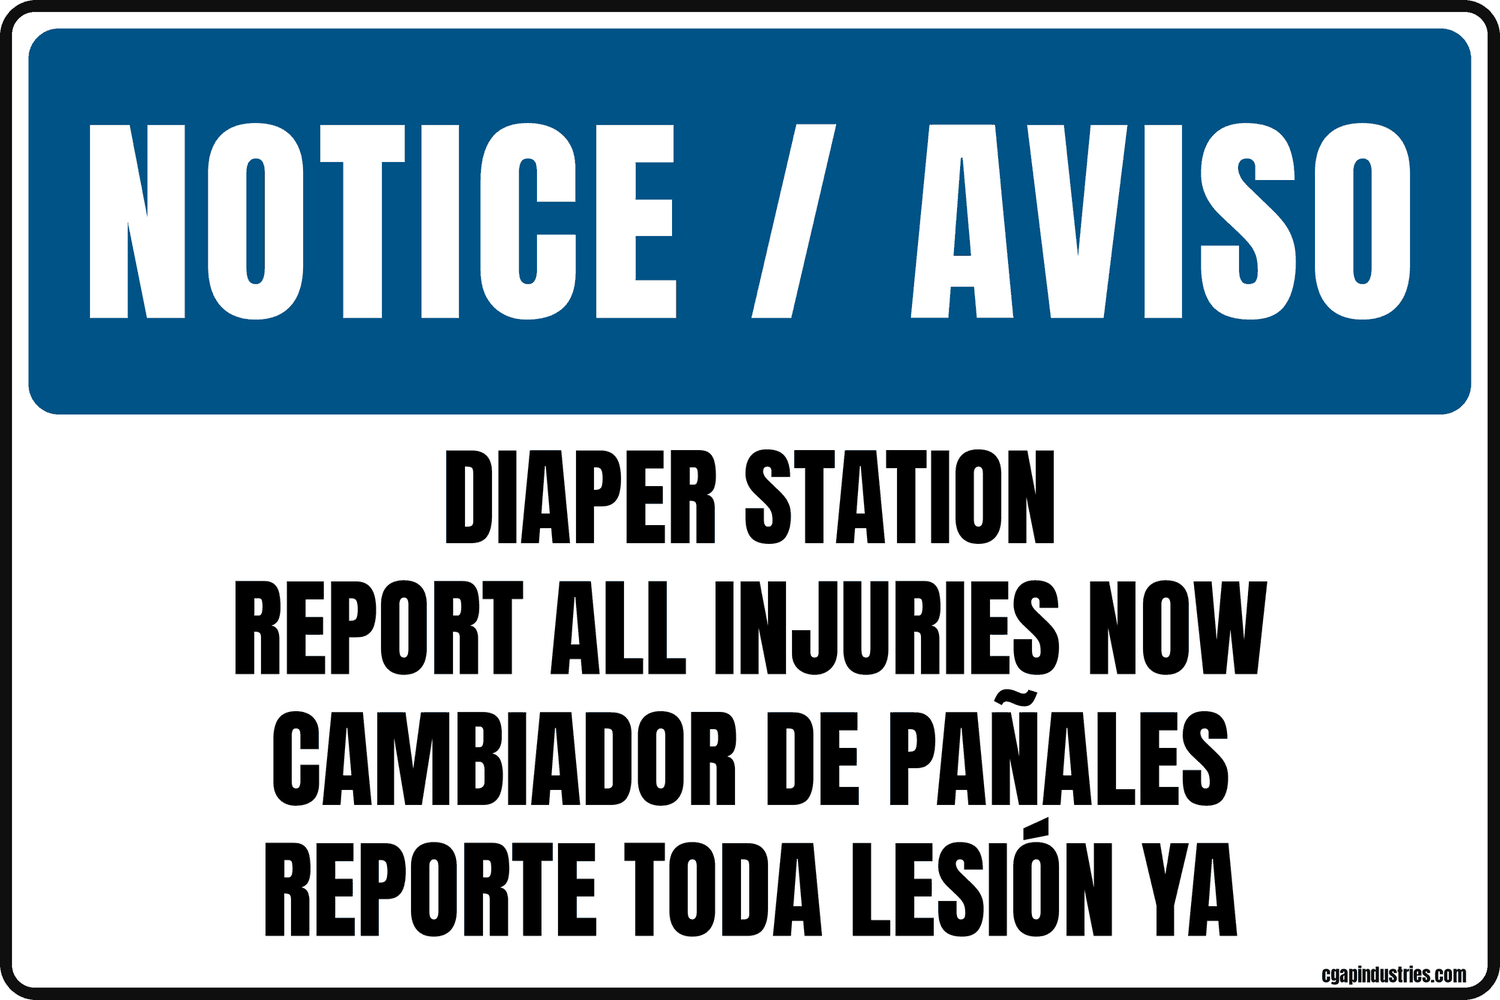 NOTICE / AVISO
DIAPER STATION
REPORT ALL INJURIES NOW
CAMBIADOR DE PAÑALES
REPORTE TODA LESIÓN YA
cgapindustries.com